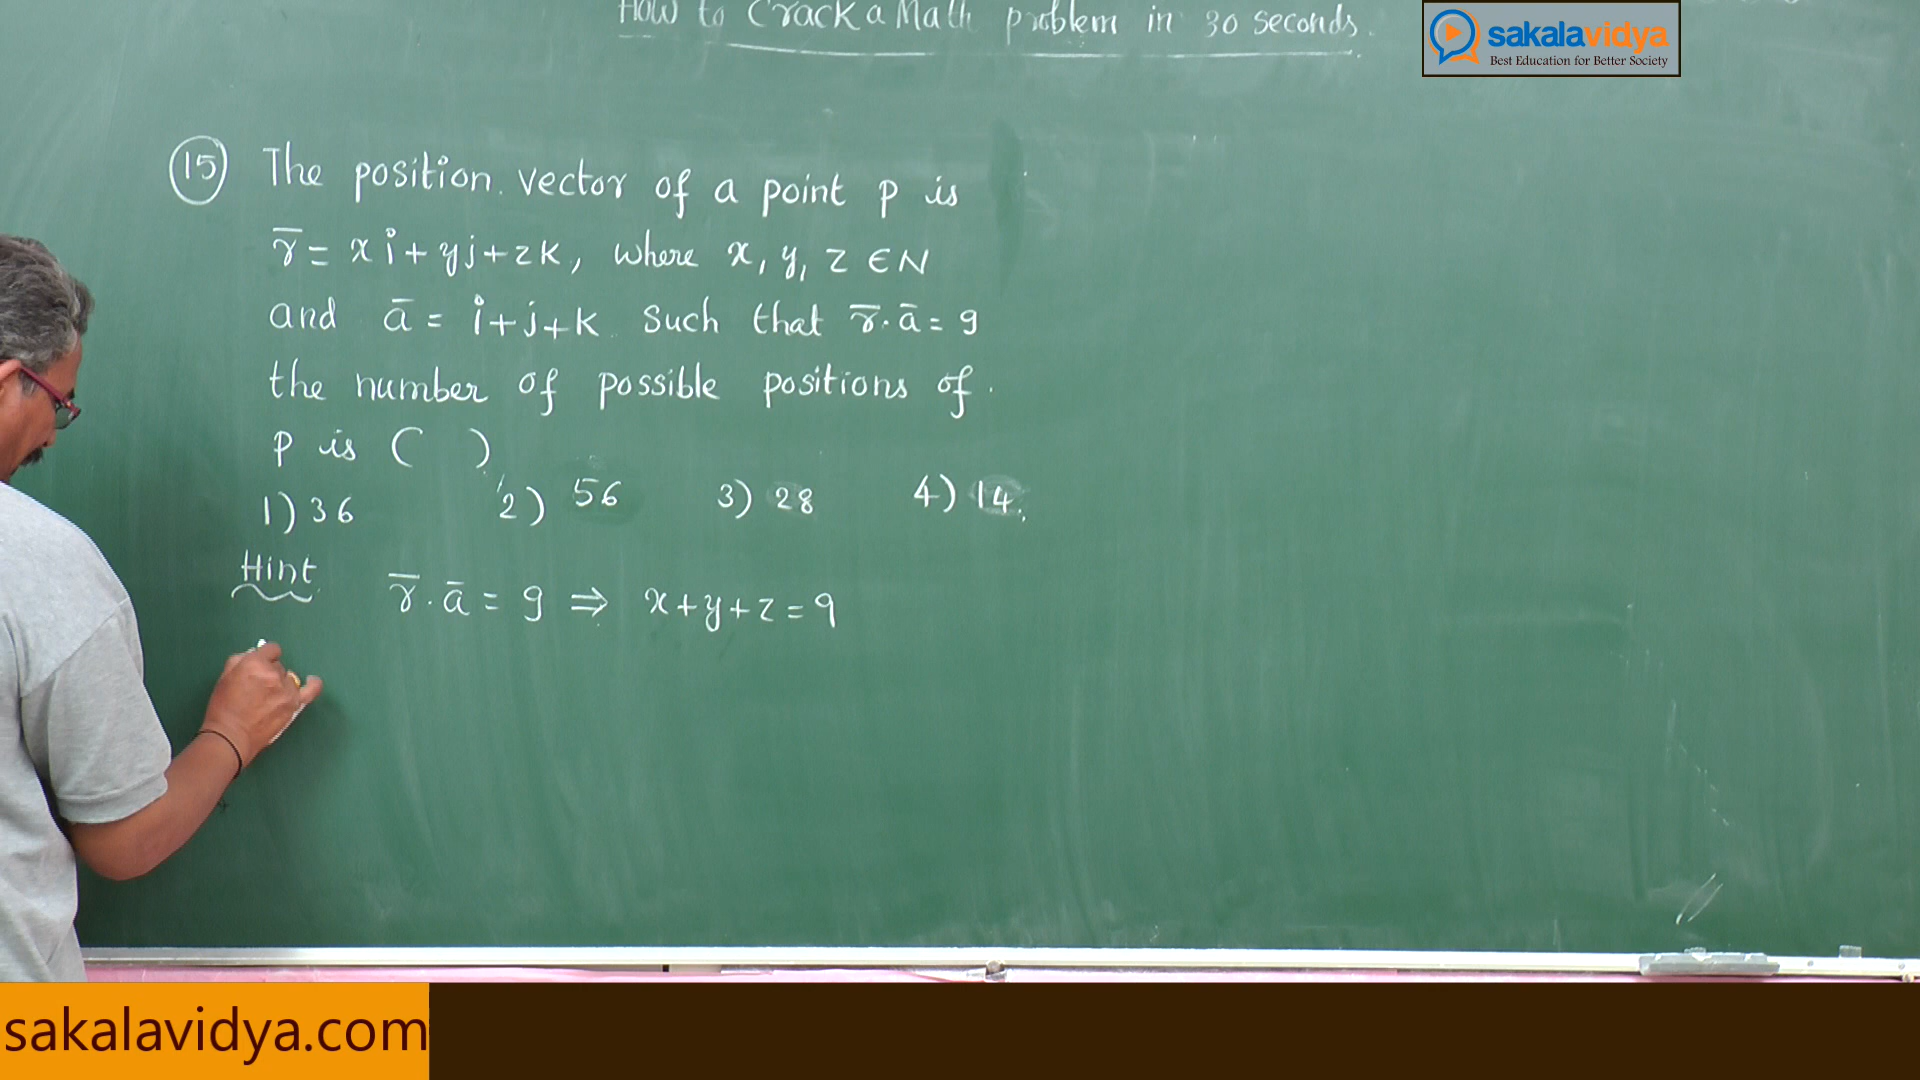 How to Crack a Math problem in 30 seconds.
sakalavidya
Best Education for Better Society
15 The position vector of a point P is
r̄ = xi + yj + zk, where x, y, z ∈ N
and ā = i + j + k such that r̄.ā = 9
the number of possible positions of
P is ( )
1) 36 2) 56 3) 28 4) 14.
Hint r̄.ā = 9 ⇒ x + y + z = 9
sakalavidya.com